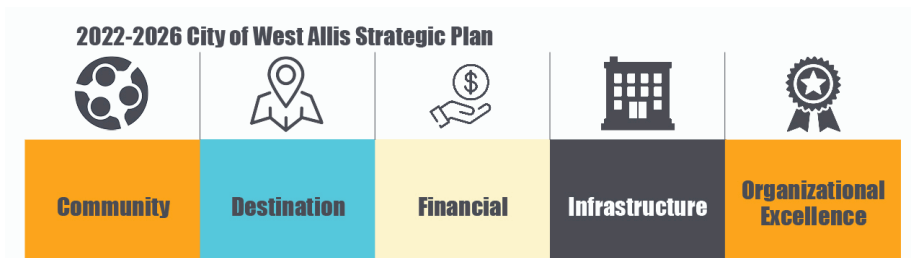 2022-2026 City of West Allis Strategic Plan
$
Community
Destination
Financial
Infrastructure
Organizational
Excellence